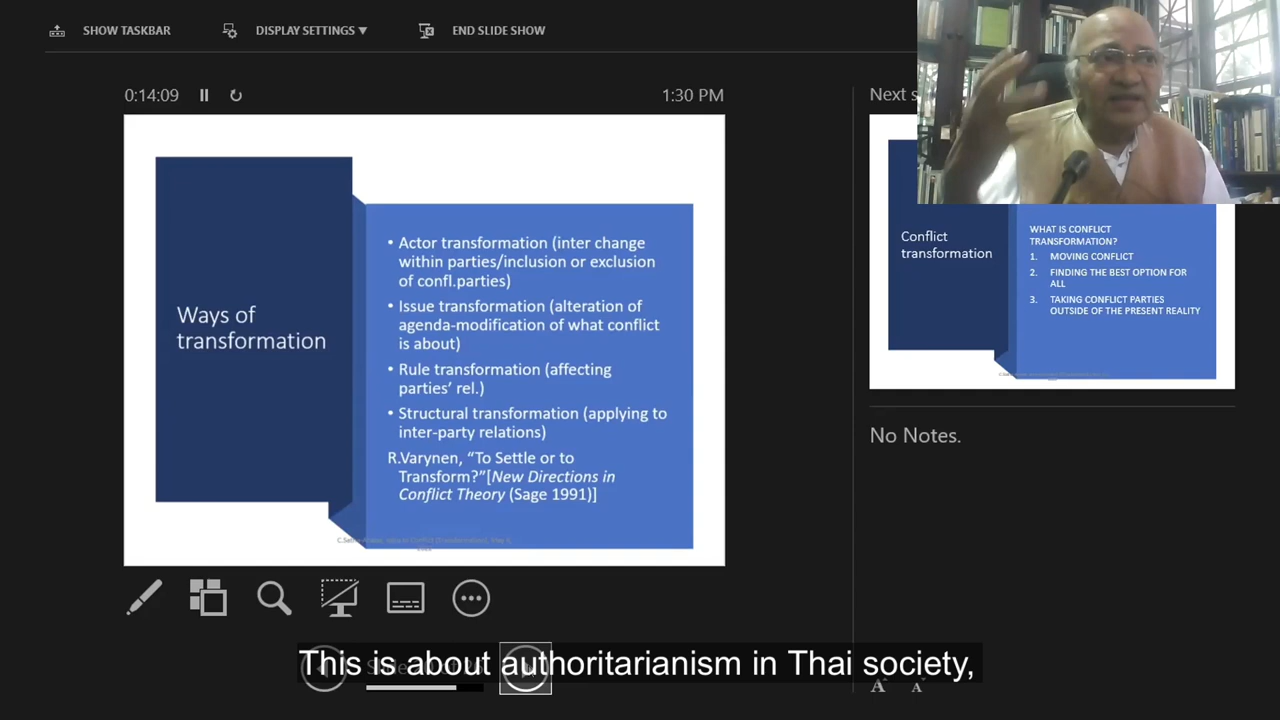 SHOW TASKBAR
DISPLAY SETTINGS ▼
END SLIDE SHOW
0:14:09
1:30 PM
Next s
Ways of
transformation
• Actor transformation (inter change
within parties/inclusion or exclusion
of confl.parties)
• Issue transformation (alteration of
agenda-modification of what conflict
is about)
• Rule transformation (affecting
parties' rel.)
• Structural transformation (applying to
inter-party relations)
R.Varynen, “To Settle or to
Transform?”[New Directions in
Conflict Theory (Sage 1991)]
Conflict
transformation
WHAT IS CONFLICT
TRANSFORMATION?
1. MOVING CONFLICT
2. FINDING THE BEST OPTION FOR
ALL
3. TAKING CONFLICT PARTIES
OUTSIDE OF THE PRESENT REALITY
No Notes.
This is about authoritarianism in Thai society,
A A